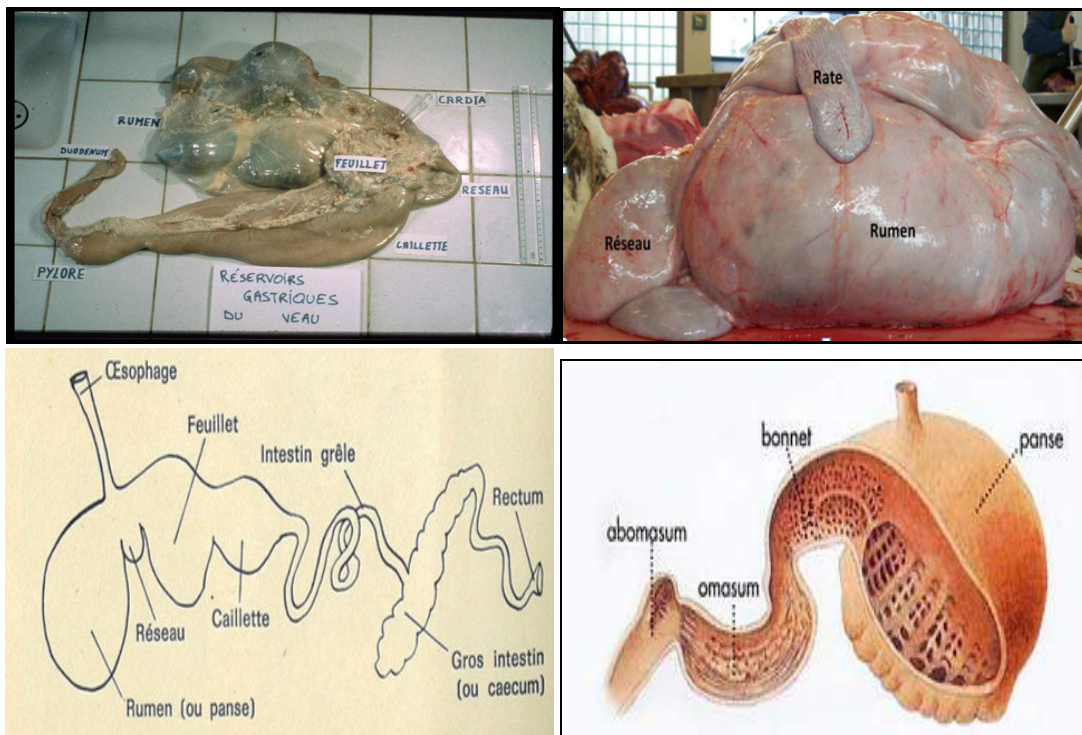 CARDIA
RUMEN
DUODENUM
FEUILLET
RESEAU
CAILLETTE
PYLORE
RÉSERVOIRS
GASTRIQUES
DU VEAU
Rate
Réseau
Rumen
Œsophage
Feuillet
Intestin grêle
Rectum
Réseau
Caillette
Gros intestin
(ou caecum)
Rumen (ou panse)
bonnet
panse
abomasum
omasum